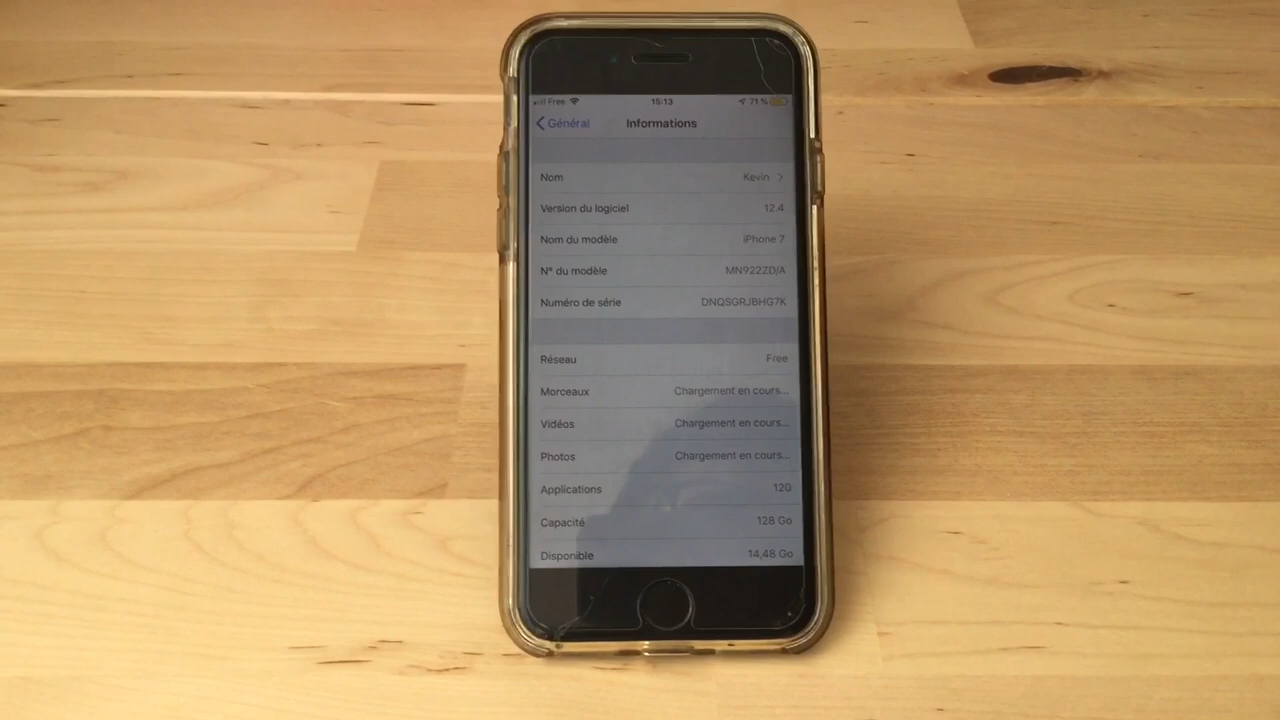 Free 15:13 71 %
Général Informations
Nom Kevin
Version du logiciel 12.4
Nom du modèle iPhone 7
N° du modèle MN922ZD/A
Numéro de série DNQSGRJBHG7K
Réseau Free
Morceaux Chargement en cours...
Vidéos Chargement en cours...
Photos Chargement en cours...
Applications 120
Capacité 128 Go
Disponible 14,48 Go